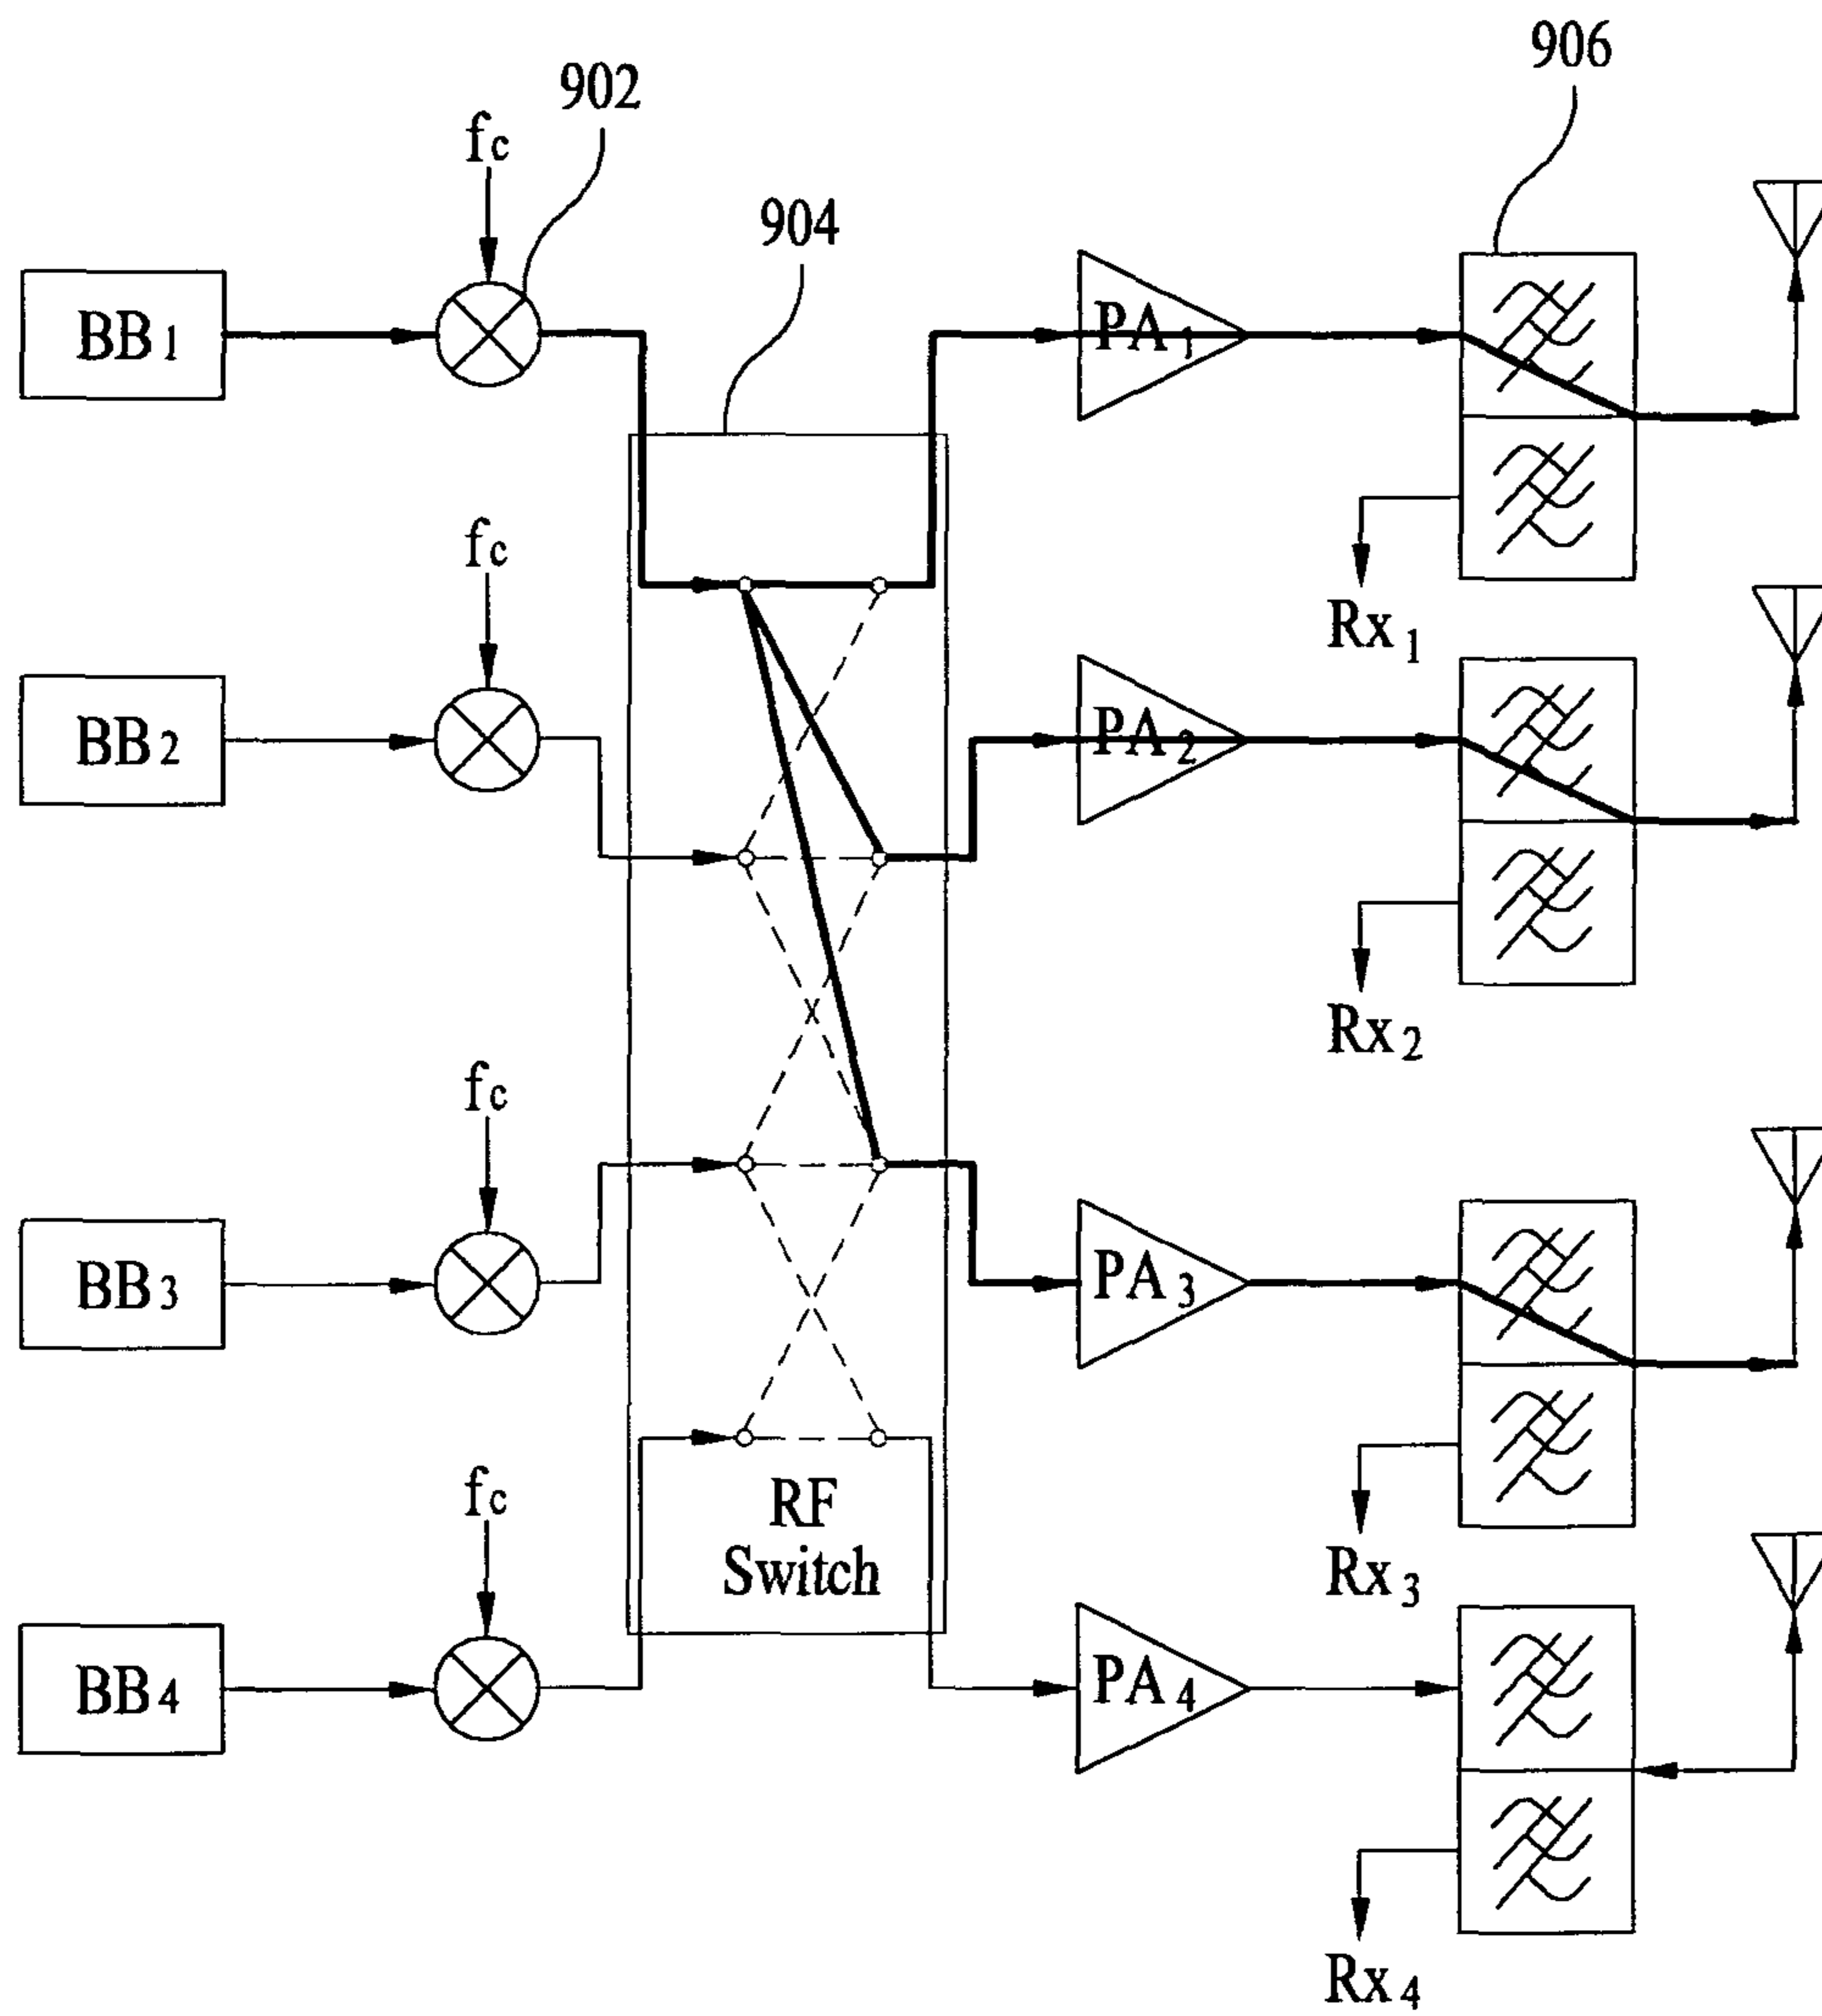 906
902
fc
904
BB1
PA1
fc
Rx1
BB2
PA2
Rx2
fc
BB3
PA3
fc
RF
Switch
Rx3
BB4
PA4
Rx4